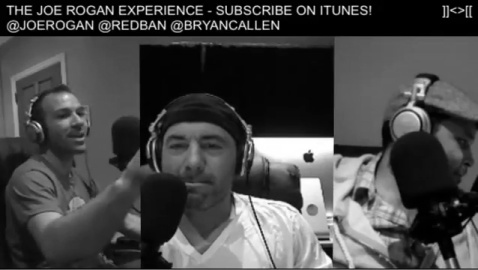 THE JOE ROGAN EXPERIENCE - SUBSCRIBE ON ITUNES! ]]<>[[
@JOEROGAN @REDBAN @BRYANCALLEN